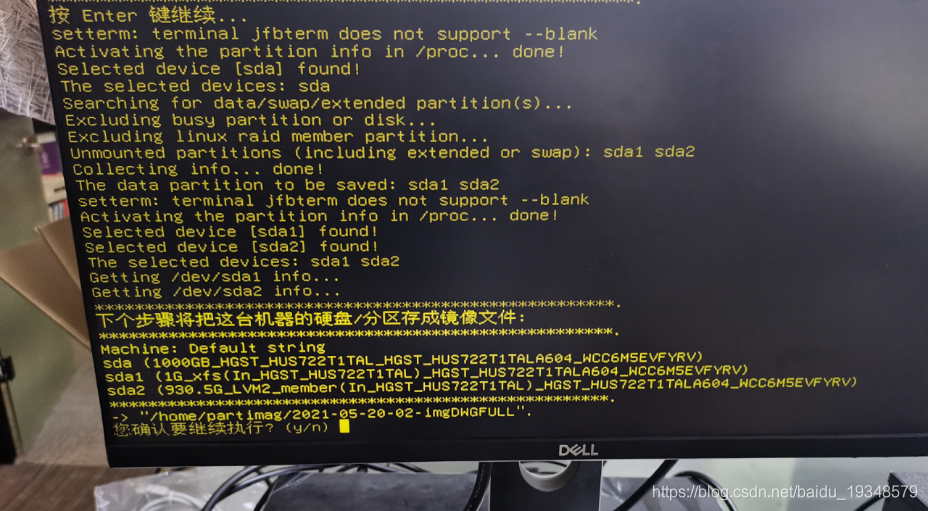 **************************************************.
按 Enter 键继续...
setterm: terminal jfbterm does not support --blank
Activating the partition info in /proc... done!
Selected device [sda] found!
The selected devices: sda
Searching for data/swap/extended partition(s)...
Excluding busy partition or disk...
Excluding linux raid member partition...
Unmounted partitions (including extended or swap): sda1 sda2
Collecting info... done!
The data partition to be saved: sda1 sda2
setterm: terminal jfbterm does not support --blank
Activating the partition info in /proc... done!
Selected device [sda1] found!
Selected device [sda2] found!
The selected devices: sda1 sda2
Getting /dev/sda1 info...
Getting /dev/sda2 info...
**************************************************.
下个步骤将把这台机器的硬盘/分区存成镜像文件:
**************************************************.
Machine: Default string
sda (1000GB_HGST_HUS722T1TAL_HGST_HUS722T1TALA604_WCC6M5EVFYRV)
sda1 (1G_xfs(In_HGST_HUS722T1TAL)_HGST_HUS722T1TALA604_WCC6M5EVFYRV)
sda2 (930.5G_LVM2_member(In_HGST_HUS722T1TAL)_HGST_HUS722T1TALA604_WCC6M5EVFYRV)
**************************************************.
-> "/home/partimag/2021-05-20-02-imgDWGFULL".
您确认要继续执行? (y/n)
DELL
https://blog.csdn.net/baidu_19348579